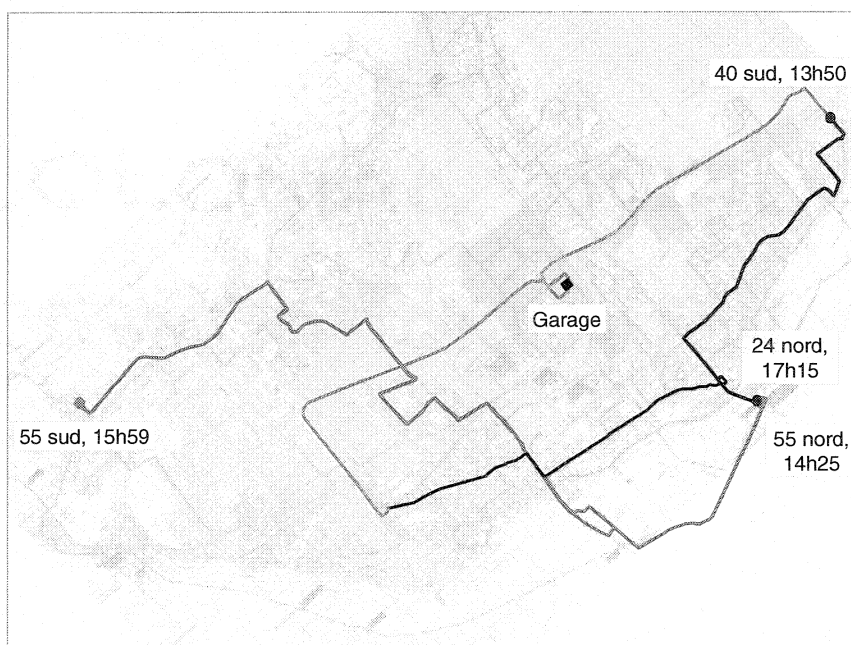 40 sud, 13h50
Garage
24 nord,
17h15
55 sud, 15h59
55 nord,
14h25